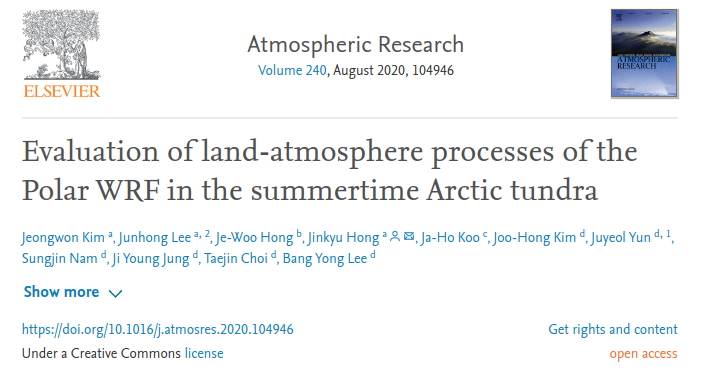 ELSEVIER
Atmospheric Research
Volume 240, August 2020, 104946
ATMOSPHERIC
RESEARCH
Evaluation of land-atmosphere processes of the
Polar WRF in the summertime Arctic tundra
Jeongwon Kim a, Junhong Lee a, 2, Je-Woo Hong b, Jinkyu Hong a, Ja-Ho Koo c, Joo-Hong Kim d, Juyeol Yun d, 1,
Sungjin Nam d, Ji Young Jung d, Taejin Choi d, Bang Yong Lee d
Show more
https://doi.org/10.1016/j.atmosres.2020.104946
Get rights and content
Under a Creative Commons license
open access